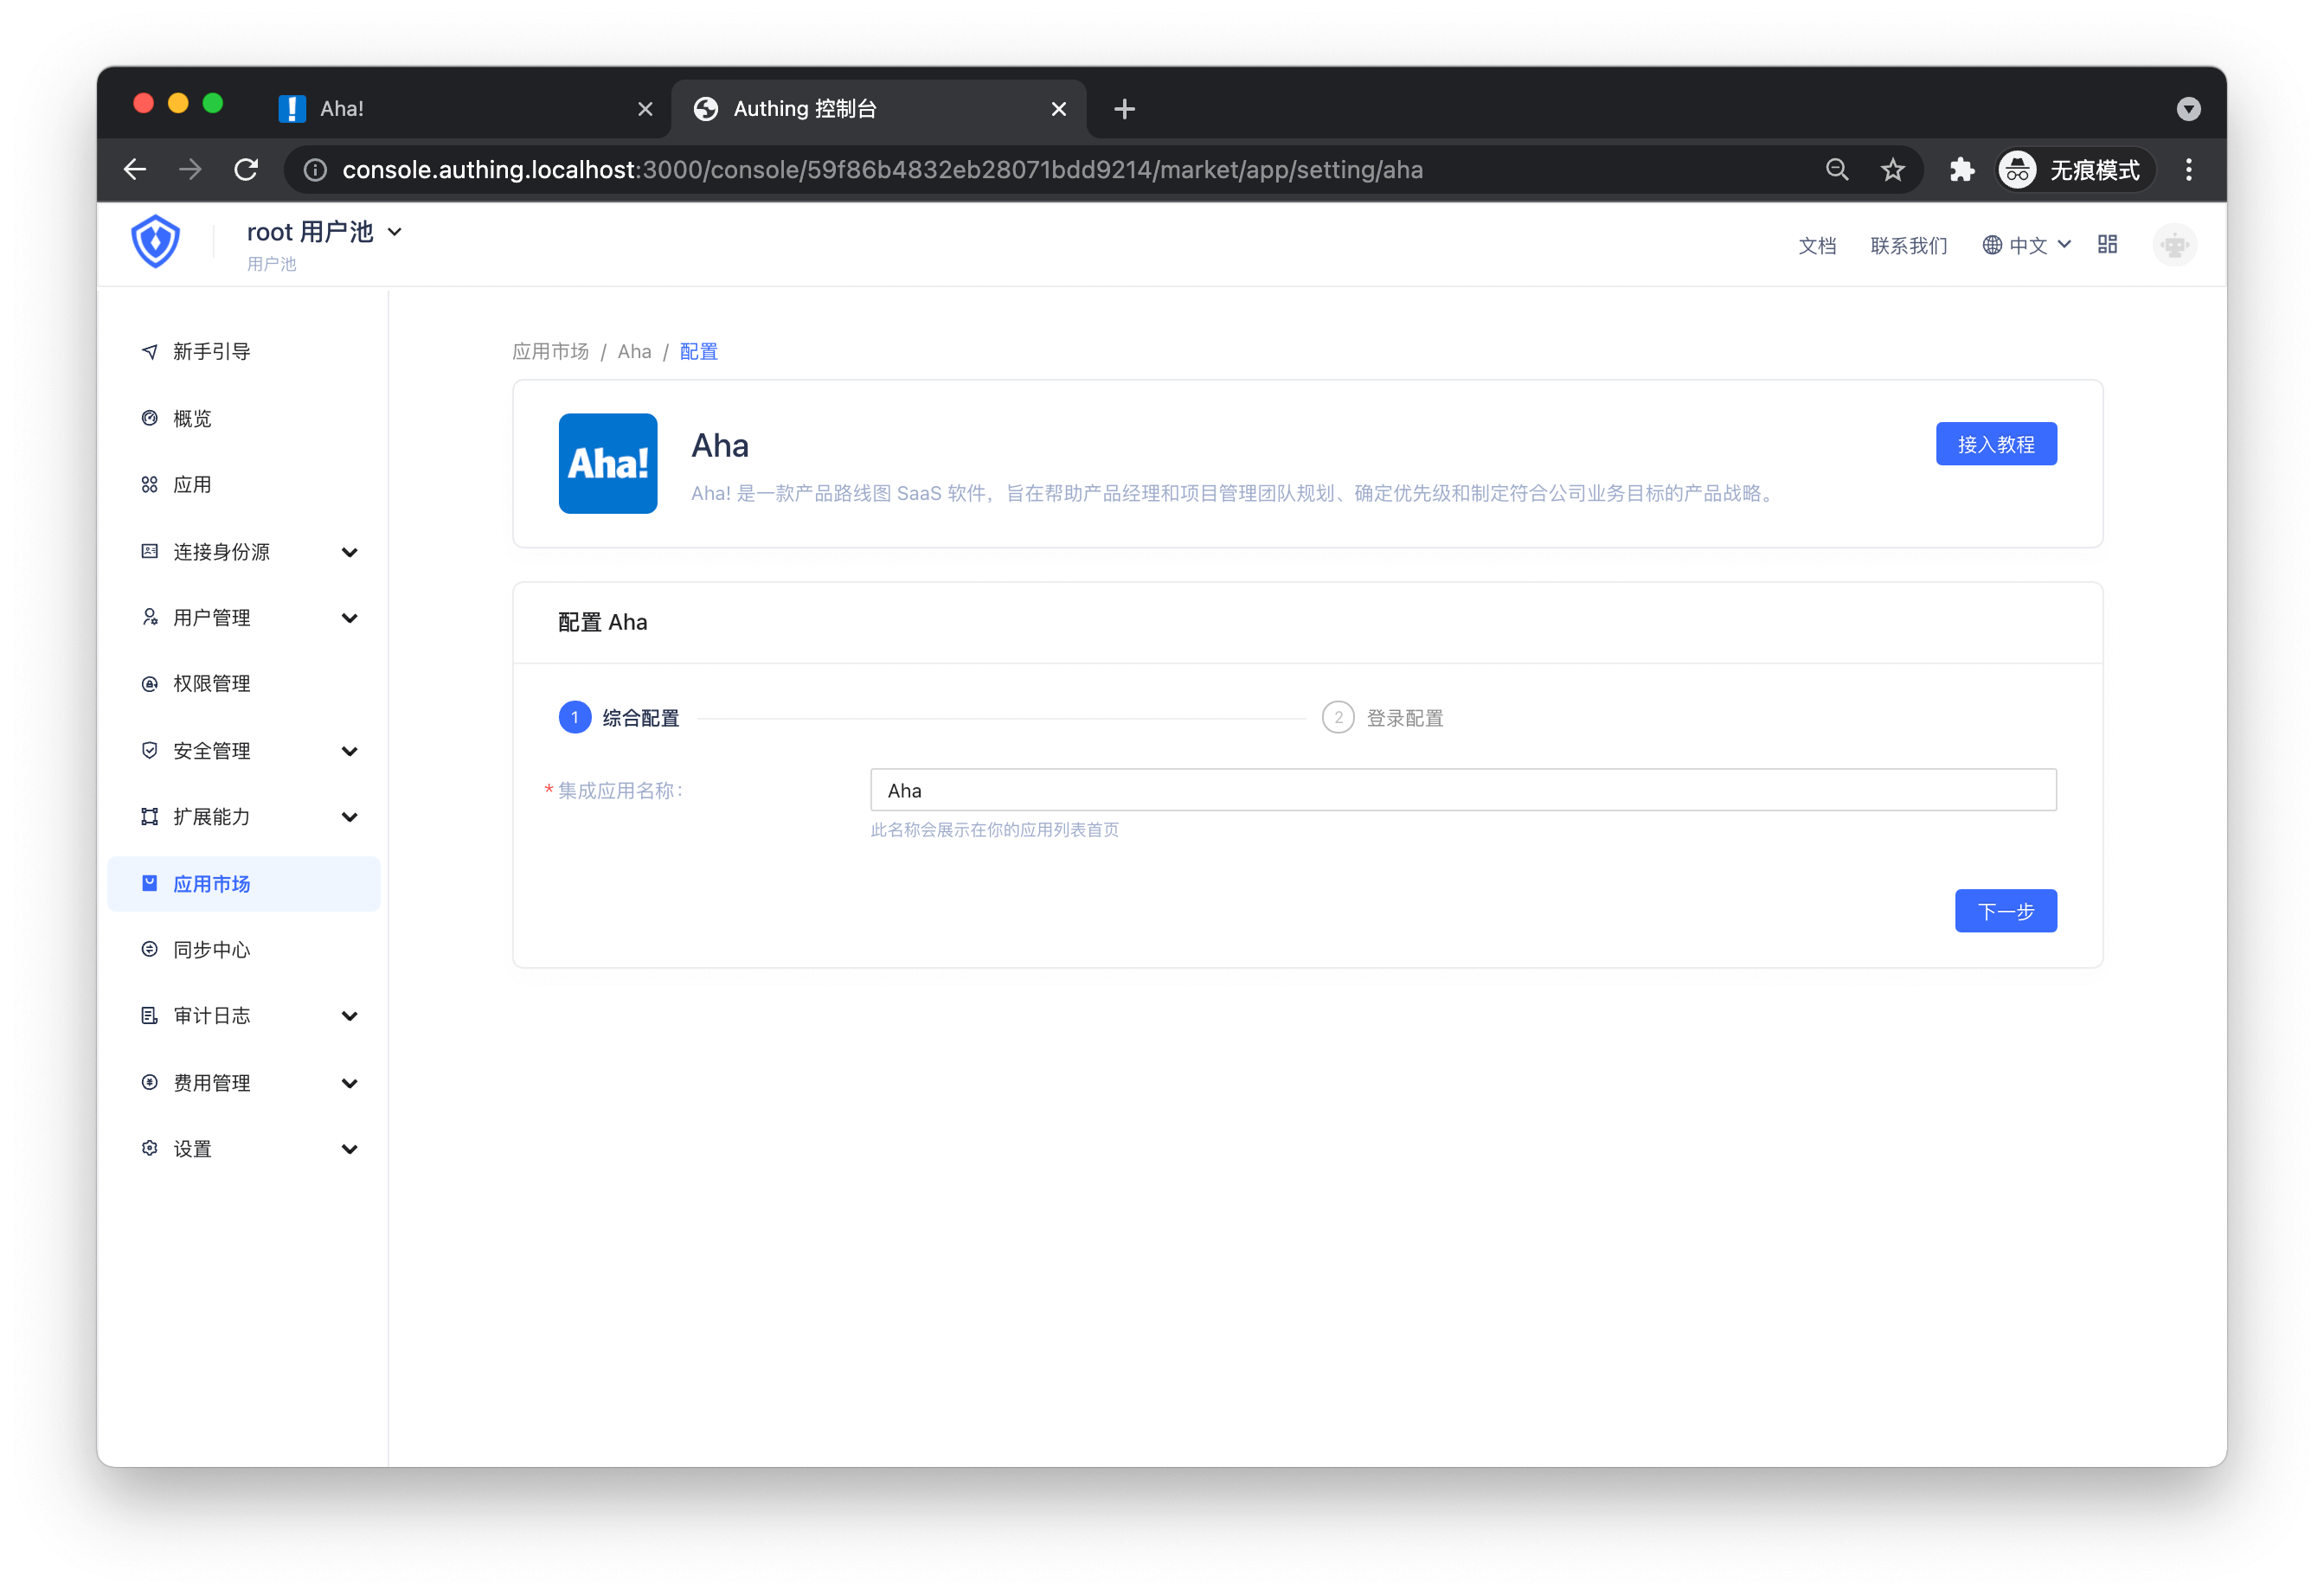 Aha!
Authing 控制台
console.authing.localhost:3000/console/59f86b4832eb28071bdd9214/market/app/setting/aha
无痕模式
root 用户池
用户池
文档
联系我们
中文
新手引导
概览
应用
连接身份源
用户管理
权限管理
安全管理
扩展能力
应用市场
同步中心
审计日志
费用管理
设置
应用市场 / Aha / 配置
Aha!
Aha
Aha! 是一款产品路线图 SaaS 软件，旨在帮助产品经理和项目管理团队规划、确定优先级和制定符合公司业务目标的产品战略。
接入教程
配置 Aha
1 综合配置
2 登录配置
* 集成应用名称：
Aha
此名称会展示在你的应用列表首页
下一步